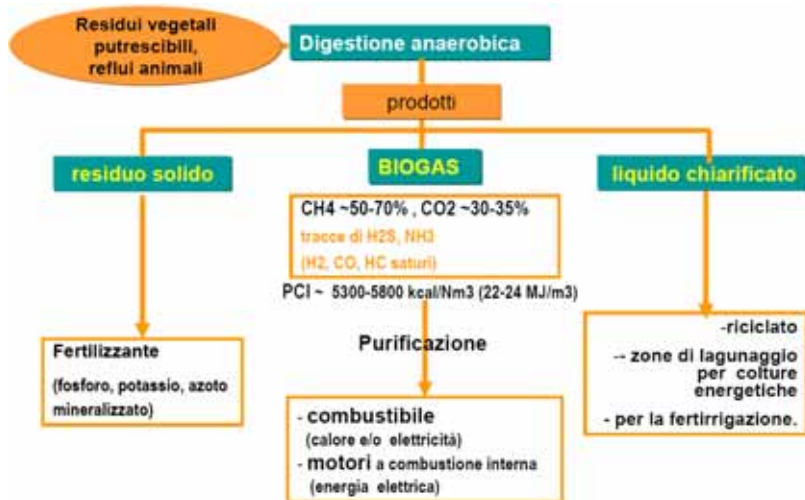 Residui vegetali
putrescibili,
reflui animali
Digestione anaerobica
prodotti
residuo solido
BIOGAS
liquido chiarificato
CH4 ~50-70% , CO2 ~30-35%
tracce di H2S, NH3
(H2, CO, HC saturi)
PCI ~ 5300-5800 kcal/Nm3 (22-24 MJ/m3)
Purificazione
Fertilizzante
(fosforo, potassio, azoto
mineralizzato)
- combustibile
(calore e/o elettricità)
- motori a combustione interna
(energia elettrica)
-riciclato
-- zone di lagunaggio
per colture
energetiche
- per la fertirrigazione.